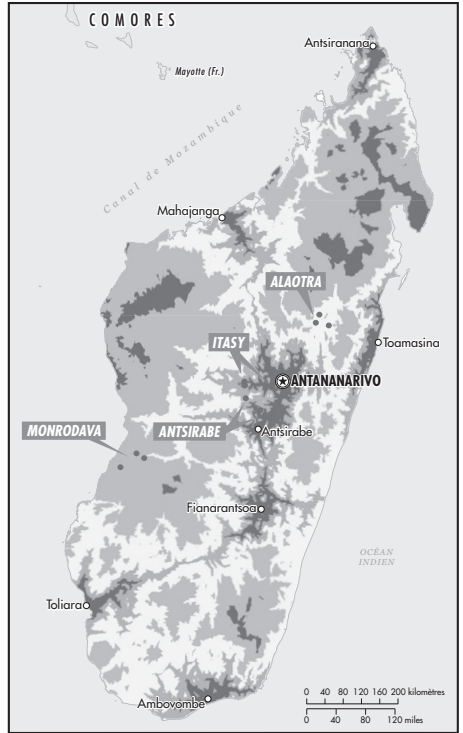 COMORES
Antsiranana
Mayotte (Fr.)
Canal de Mozambique
Mahajanga
ALAOTRA
ITASY
Toamasina
ANTANANARIVO
MONRODAVA
ANTSIRABE
Antsirabe
Fianarantsoa
OCÉAN
INDIEN
Toliara
Ambovombe
0 40 80 120 160 200 kilomètres
0 40 80 120 miles